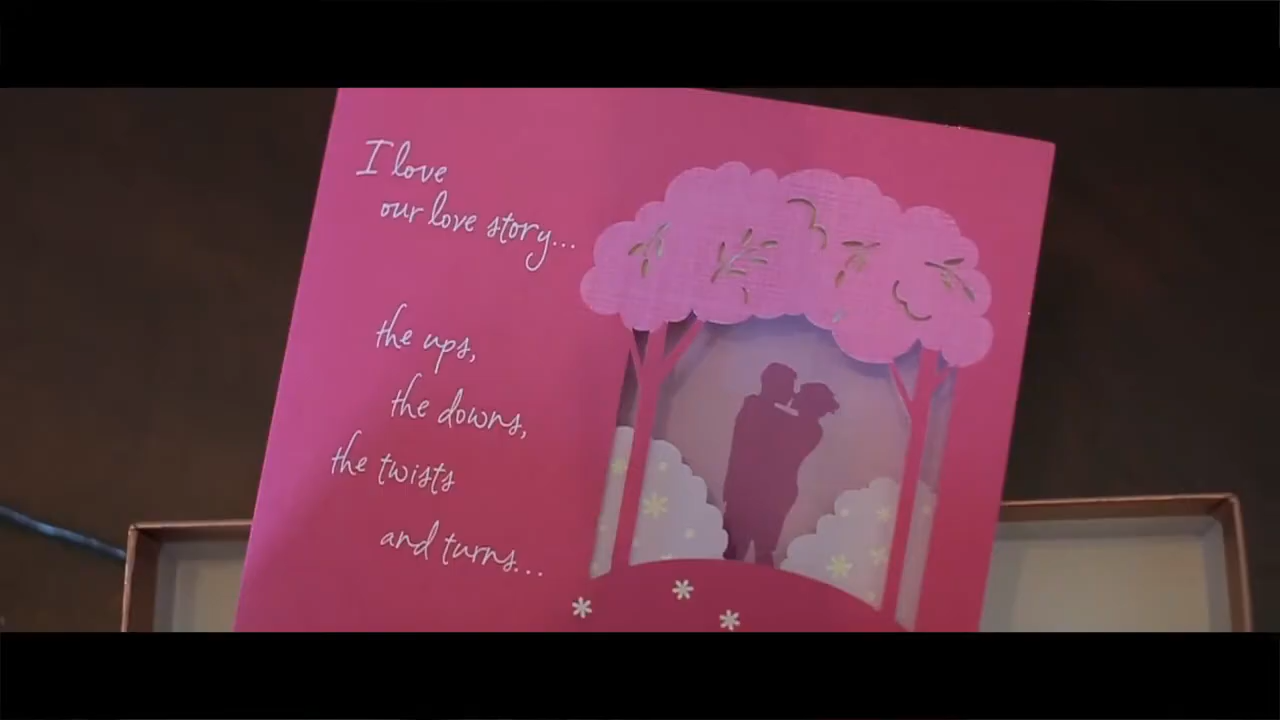 I love
our love story...
the ups,
the downs,
the twists
and turns...